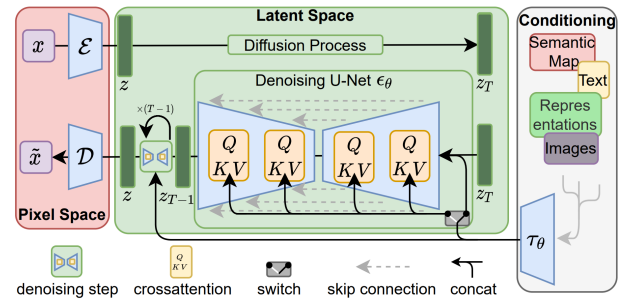 Latent Space
Conditioning
x
ℰ
Diffusion Process
z
z_T
Semantic
Map
Text
Repres
entations
Images
Denoising U-Net ϵ_θ
×(T−1)
Q
KV
Q
KV
Q
KV
Q
KV
x̃
𝒟
z
z_{T−1}
z_T
Pixel Space
τ_θ
Q
KV
denoising step
crossattention
switch
skip connection
concat